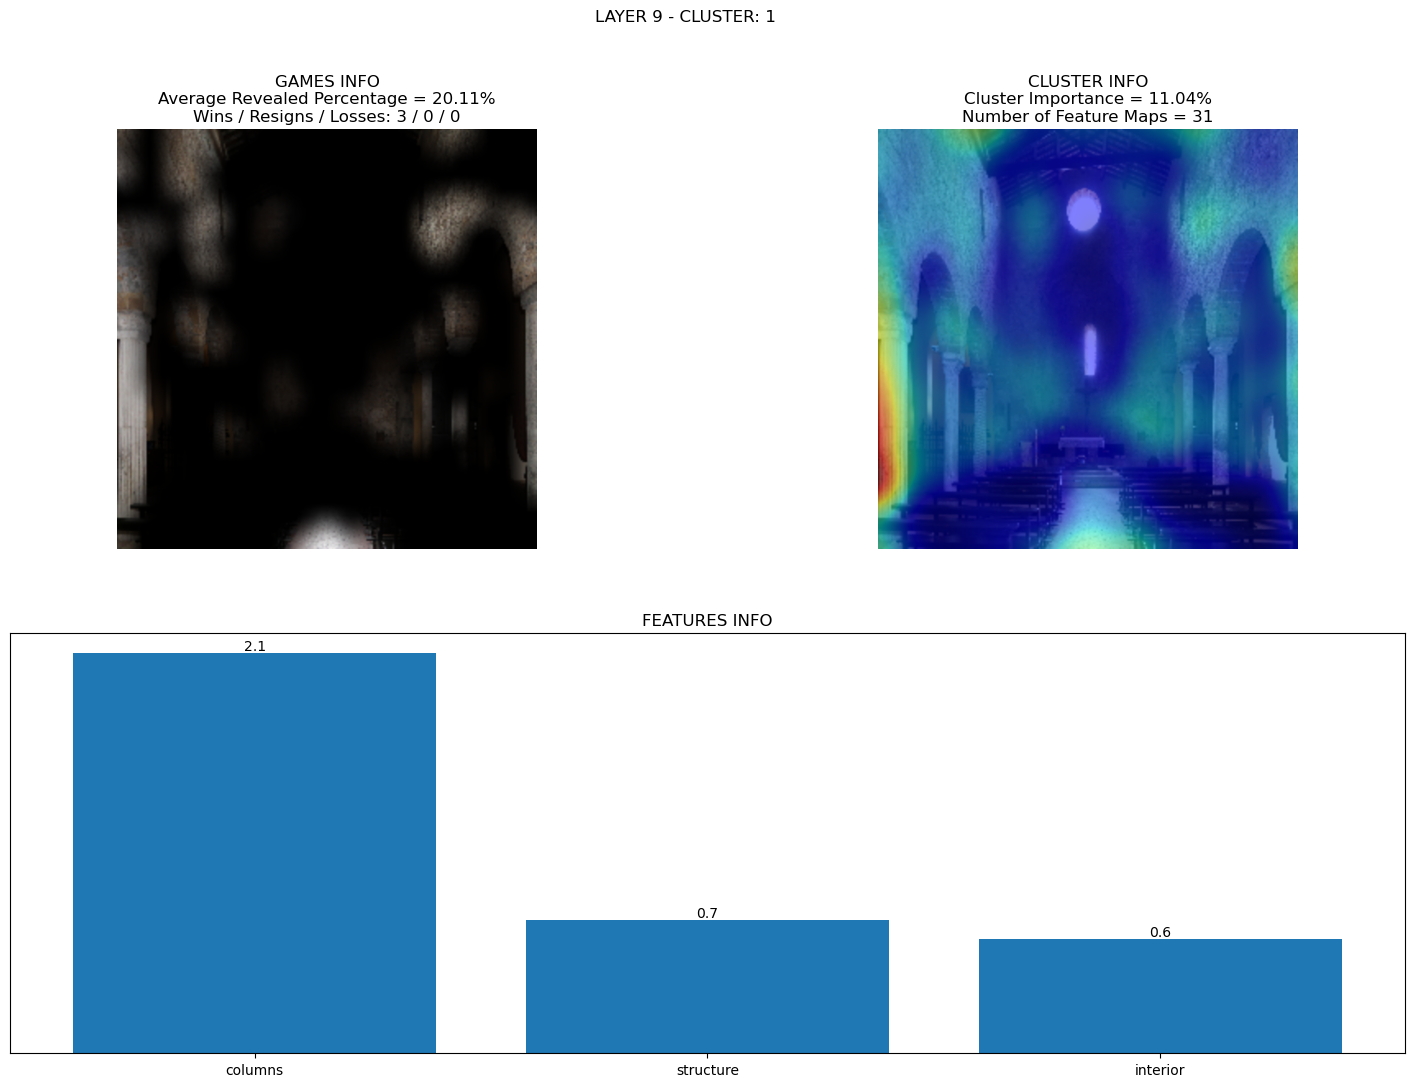 LAYER 9 - CLUSTER: 1
GAMES INFO
Average Revealed Percentage = 20.11%
Wins / Resigns / Losses: 3 / 0 / 0
CLUSTER INFO
Cluster Importance = 11.04%
Number of Feature Maps = 31
FEATURES INFO
2.1
0.7
0.6
columns
structure
interior